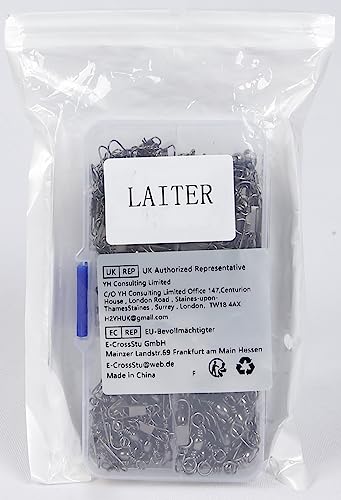 LAITER
UK REP UK Authorized Representative
YH Consulting Limited
C/O YH Consulting Limited Office 147,Centurion
House , London Road , Staines-upon-
ThamesStaines , Surrey , London, TW18 4AX
H2YHUK@gmail.com
EC REP EU-Bevollmächtigter
E-CrossStu GmbH
Mainzer Landstr.69 Frankfurt am Main Hessen
E-CrossStu@web.de
Made in China F